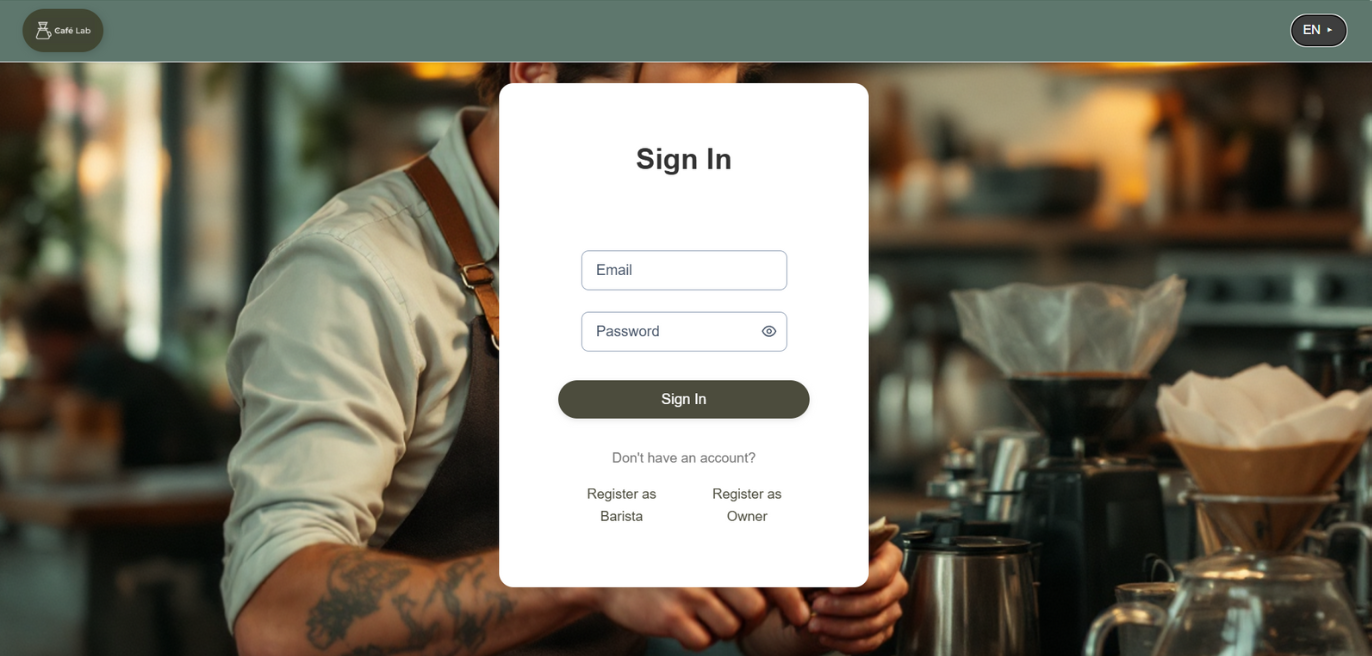 Café Lab
EN
Sign In
Email
Password
Sign In
Don't have an account?
Register as
Barista
Register as
Owner